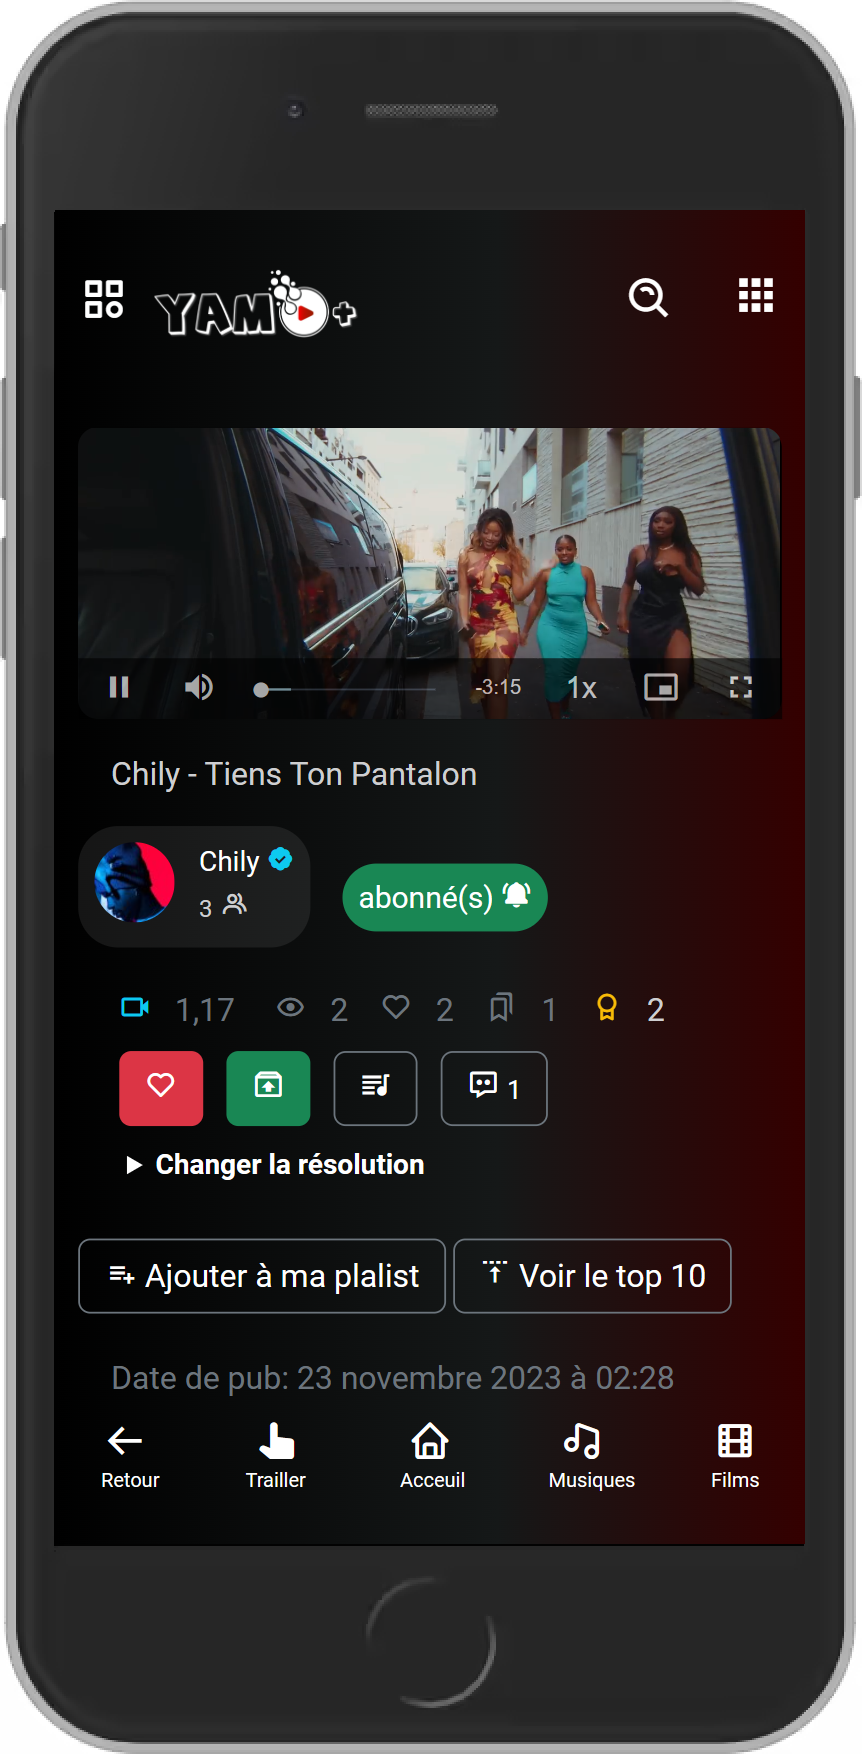 YAMO+
-3:15 1x
Chily - Tiens Ton Pantalon
Chily
3
abonné(s)
1,17 2 2 1 2
1
Changer la résolution
Ajouter à ma plalist Voir le top 10
Date de pub: 23 novembre 2023 à 02:28
Retour Trailler Acceuil Musiques Films